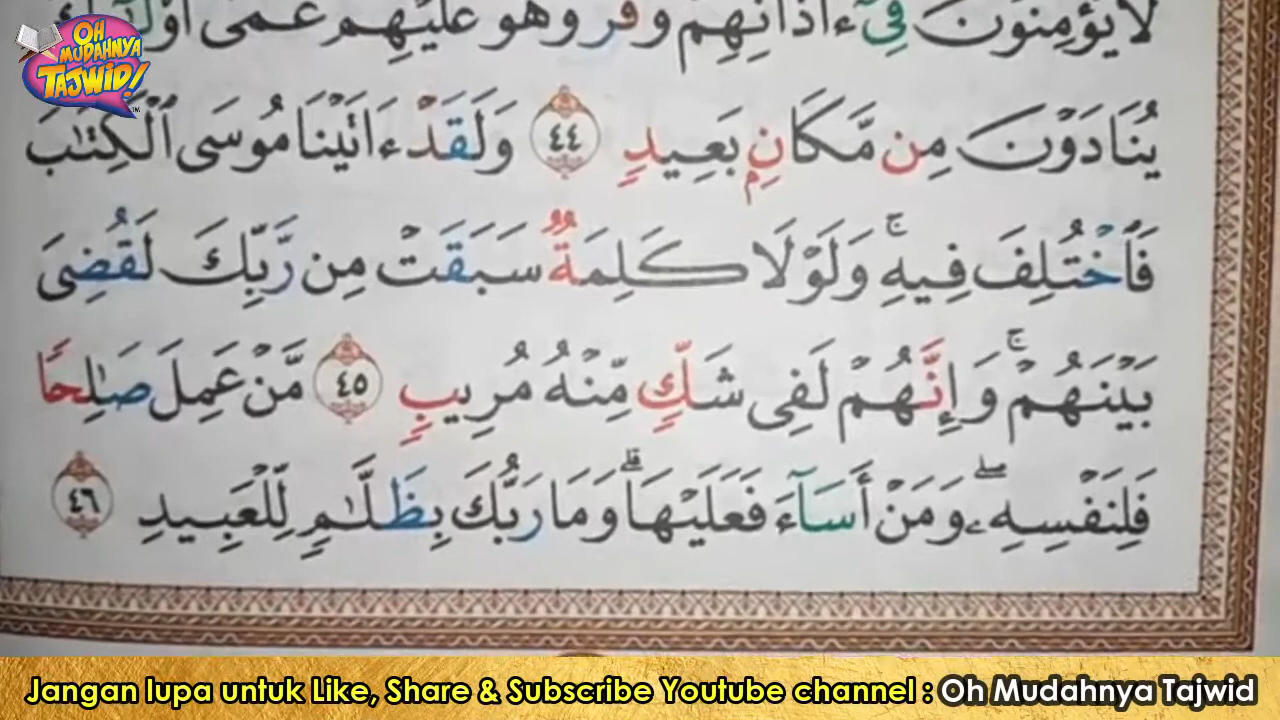 OH
MUDAHNYA
TAJWID!
TM
لَا يُؤْمِنُونَ فِىٓ ءَاذَانِهِمْ وَقْرٌ وَهُوَ عَلَيْهِمْ عَمًى أُو۟لَـٰٓئِكَ
يُنَادَوْنَ مِن مَّكَانٍۭ بَعِيدٍ ٤٤ وَلَقَدْ ءَاتَيْنَا مُوسَى ٱلْكِتَـٰبَ
فَٱخْتُلِفَ فِيهِ ۚ وَلَوْلَا كَلِمَةٌ سَبَقَتْ مِن رَّبِّكَ لَقُضِىَ
بَيْنَهُمْ ۚ وَإِنَّهُمْ لَفِى شَكٍّ مِّنْهُ مُرِيبٍ ٤٥ مَّنْ عَمِلَ صَـٰلِحًا
فَلِنَفْسِهِۦ ۖ وَمَنْ أَسَآءَ فَعَلَيْهَا ۗ وَمَا رَبُّكَ بِظَلَّـٰمٍ لِّلْعَبِيدِ ٤٦
Jangan lupa untuk Like, Share & Subscribe Youtube channel : Oh Mudahnya Tajwid